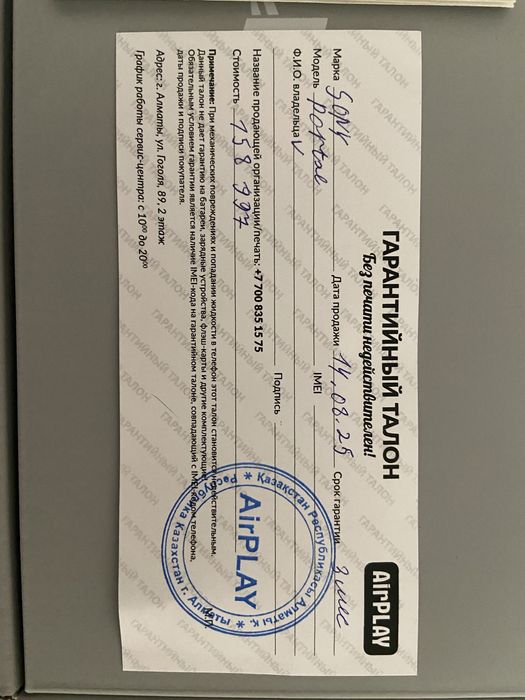 ГАРАНТИЙНЫЙ ТАЛОН
AirPLAY
Без печати недействителен!
Марка Sony Дата продажи 14.08.25 Срок гарантии 3 мес
Модель Portal IMEI
Ф.И.О. владельца V Подпись
Название продающей организации/печать: +7 700 835 15 75
Стоимость 158 997
Примечание: При механических повреждениях и попадании жидкости в телефон этот талон становится недействительным.
Данный талон не дает гарантию на батареи, зарядные устройства, флэш-карты и другие комплектующие.
Обязательным условием гарантии является наличие IMEI-кода на гарантийном талоне, совпадающий с IMEI-кодом телефона,
даты продажи и подписи покупателя.
М.П.
Адрес: г. Алматы, ул. Гоголя, 89, 2 этаж
График работы сервис-центра: с 10⁰⁰ до 20⁰⁰
Қазақстан Республикасы Алматы қ.
AirPLAY
Республика Казахстан г. Алматы